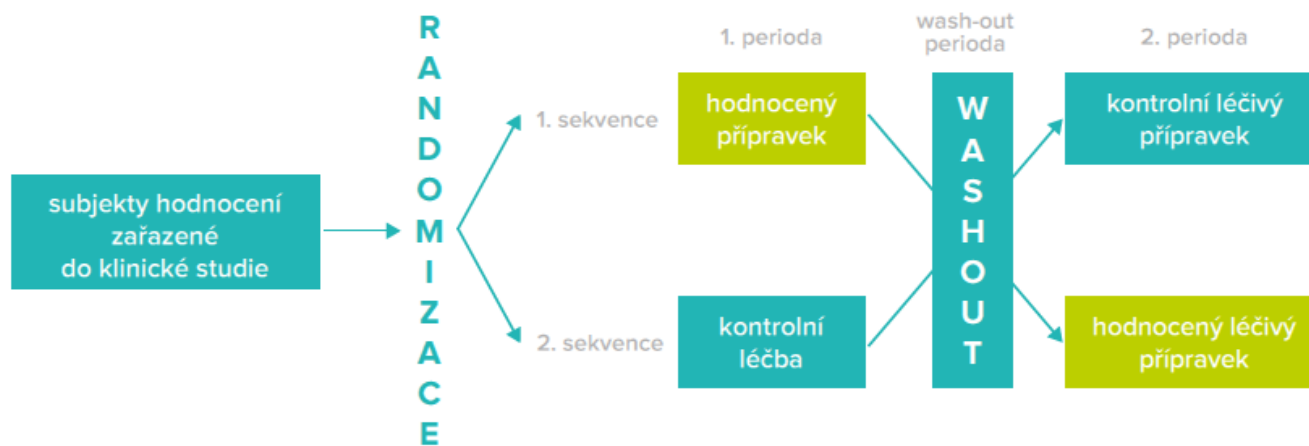 subjekty hodnocení
zařazené
do klinické studie
RANDOMIZACE
1. sekvence
2. sekvence
1. perioda
hodnocený
přípravek
kontrolní
léčba
wash-out
perioda
WASHOUT
2. perioda
kontrolní léčivý
přípravek
hodnocený léčivý
přípravek